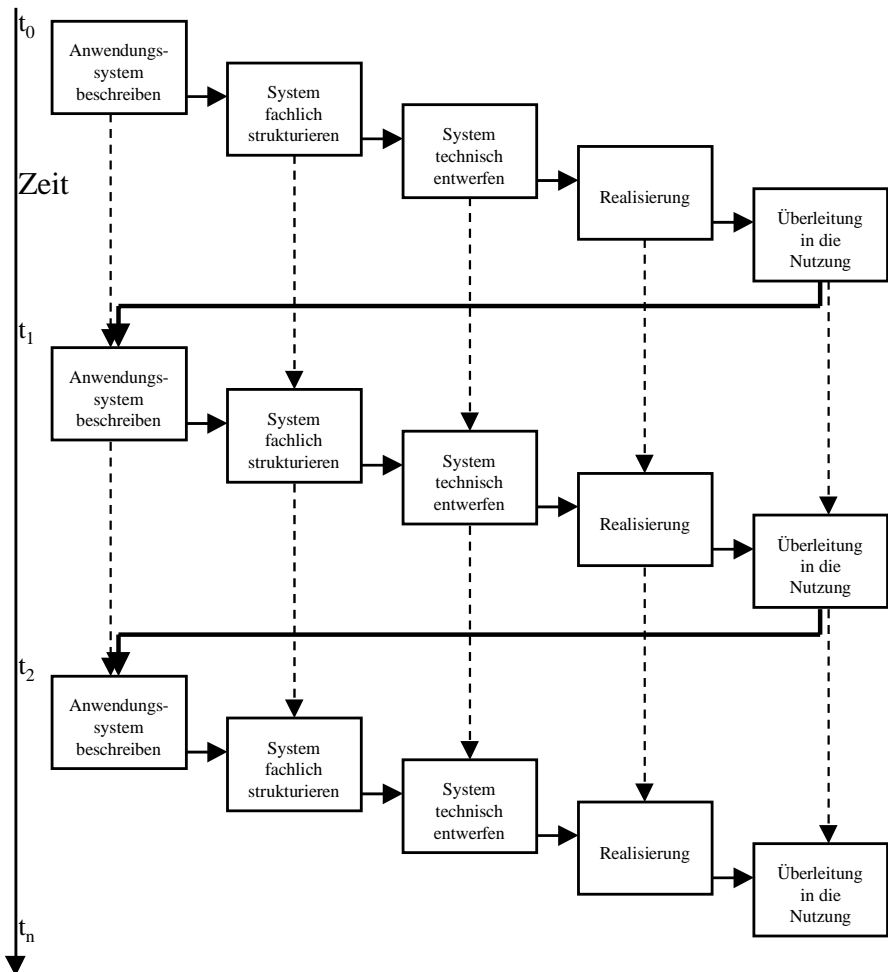 t0
Anwendungs-
system
beschreiben
System
fachlich
strukturieren
System
technisch
entwerfen
Zeit
Realisierung
Überleitung
in die
Nutzung
t1
Anwendungs-
system
beschreiben
System
fachlich
strukturieren
System
technisch
entwerfen
Realisierung
Überleitung
in die
Nutzung
t2
Anwendungs-
system
beschreiben
System
fachlich
strukturieren
System
technisch
entwerfen
Realisierung
Überleitung
in die
Nutzung
tn